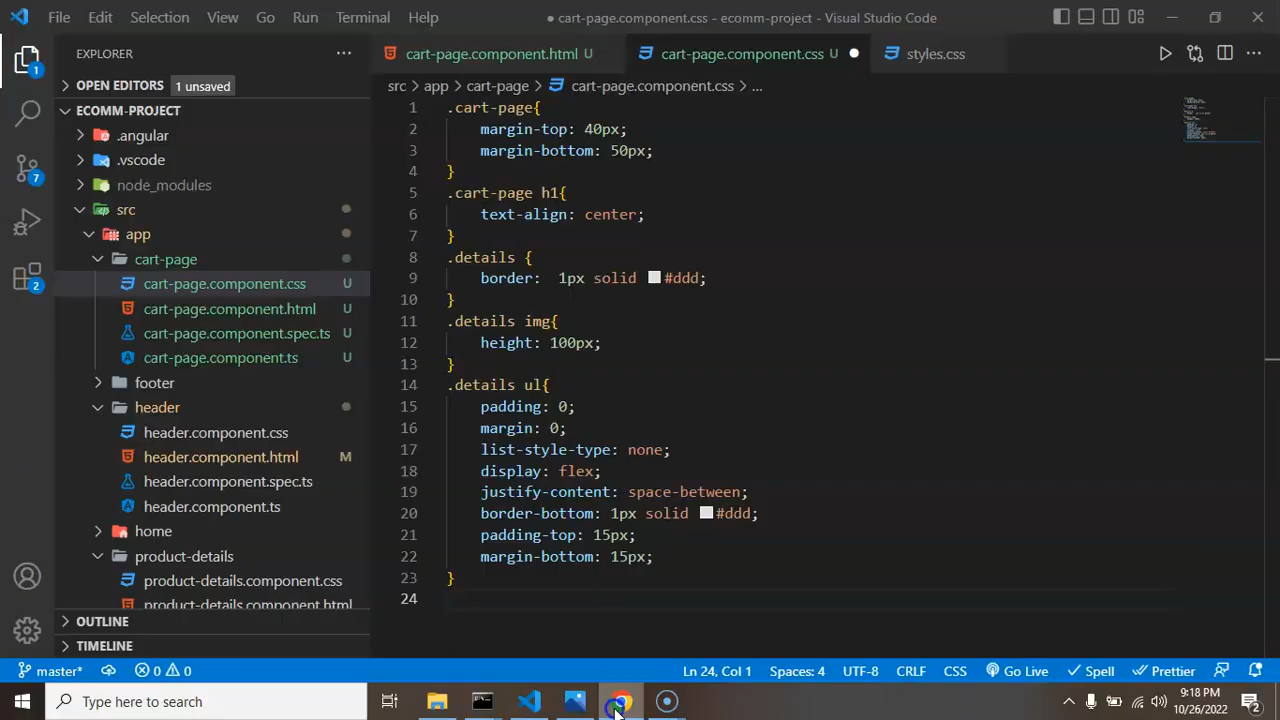 File Edit Selection View Go Run Terminal Help ● cart-page.component.css - ecomm-project - Visual Studio Code
EXPLORER
cart-page.component.html U cart-page.component.css U styles.css
OPEN EDITORS 1 unsaved
src app cart-page cart-page.component.css ...
ECOMM-PROJECT
.angular
.vscode
node_modules
src
app
cart-page
cart-page.component.css U
cart-page.component.html U
cart-page.component.spec.ts U
cart-page.component.ts U
footer
header
header.component.css
header.component.html M
header.component.spec.ts
header.component.ts
home
product-details
product-details.component.css
product-details.component.html
OUTLINE
TIMELINE
1
7
2
1 .cart-page{
2 margin-top: 40px;
3 margin-bottom: 50px;
4 }
5 .cart-page h1{
6 text-align: center;
7 }
8 .details {
9 border: 1px solid #ddd;
10 }
11 .details img{
12 height: 100px;
13 }
14 .details ul{
15 padding: 0;
16 margin: 0;
17 list-style-type: none;
18 display: flex;
19 justify-content: space-between;
20 border-bottom: 1px solid #ddd;
21 padding-top: 15px;
22 margin-bottom: 15px;
23 }
24
master* 0 0 Ln 24, Col 1 Spaces: 4 UTF-8 CRLF CSS Go Live Spell Prettier
Type here to search
9:18 PM
10/26/2022
2